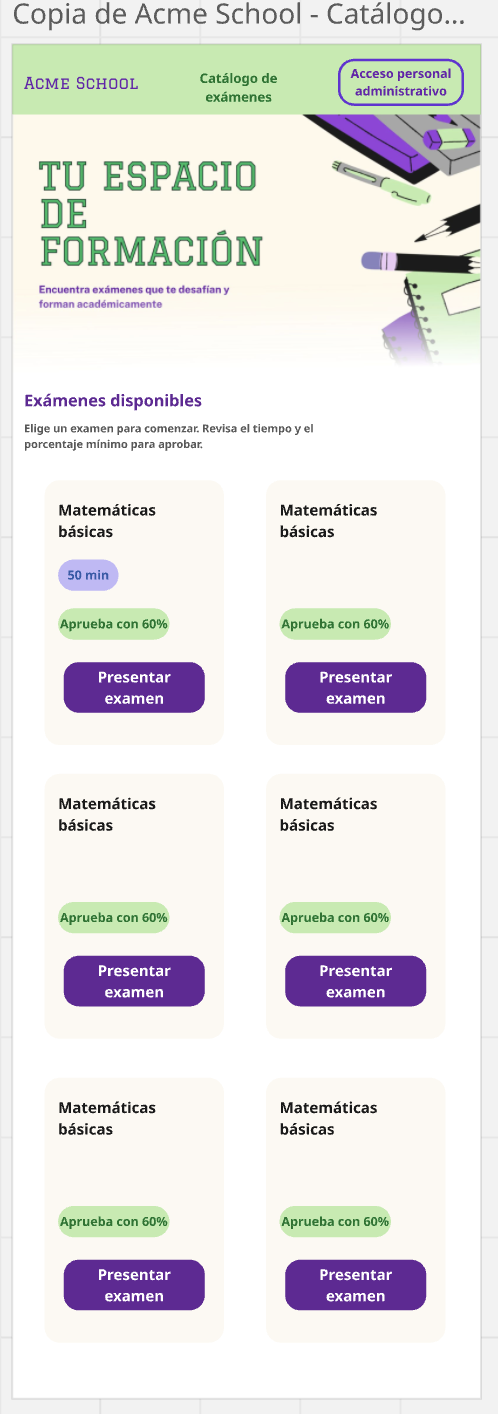 Copia de Acme School - Catálogo...
Acme School
Catálogo de
exámenes
Acceso personal
administrativo
TU ESPACIO
DE
FORMACIÓN
Encuentra exámenes que te desafían y
forman académicamente
Exámenes disponibles
Elige un examen para comenzar. Revisa el tiempo y el
porcentaje mínimo para aprobar.
Matemáticas
básicas
50 min
Aprueba con 60%
Presentar
examen
Matemáticas
básicas
Aprueba con 60%
Presentar
examen
Matemáticas
básicas
Aprueba con 60%
Presentar
examen
Matemáticas
básicas
Aprueba con 60%
Presentar
examen
Matemáticas
básicas
Aprueba con 60%
Presentar
examen
Matemáticas
básicas
Aprueba con 60%
Presentar
examen